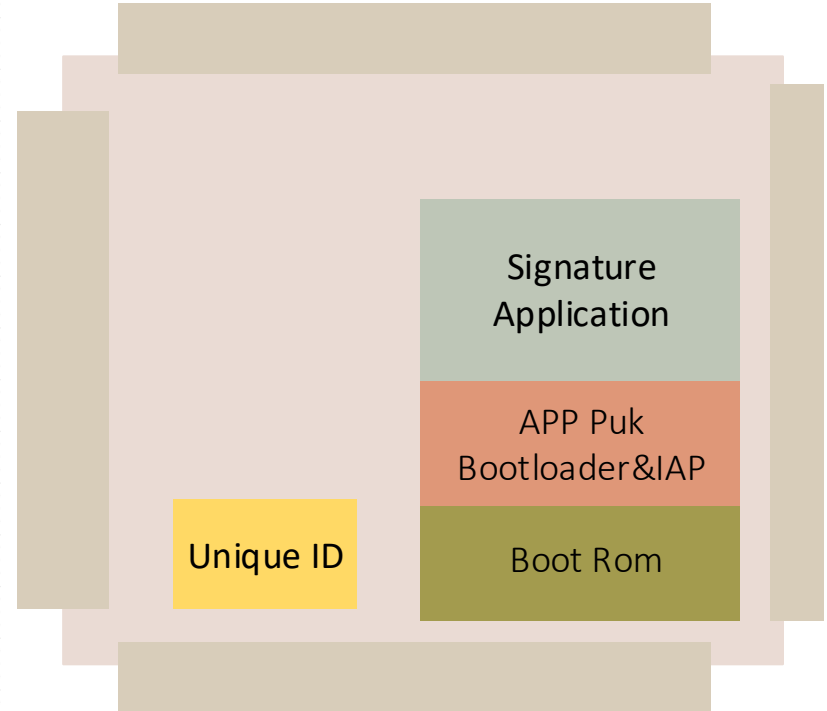 Signature
Application
APP Puk
Bootloader&IAP
Unique ID
Boot Rom